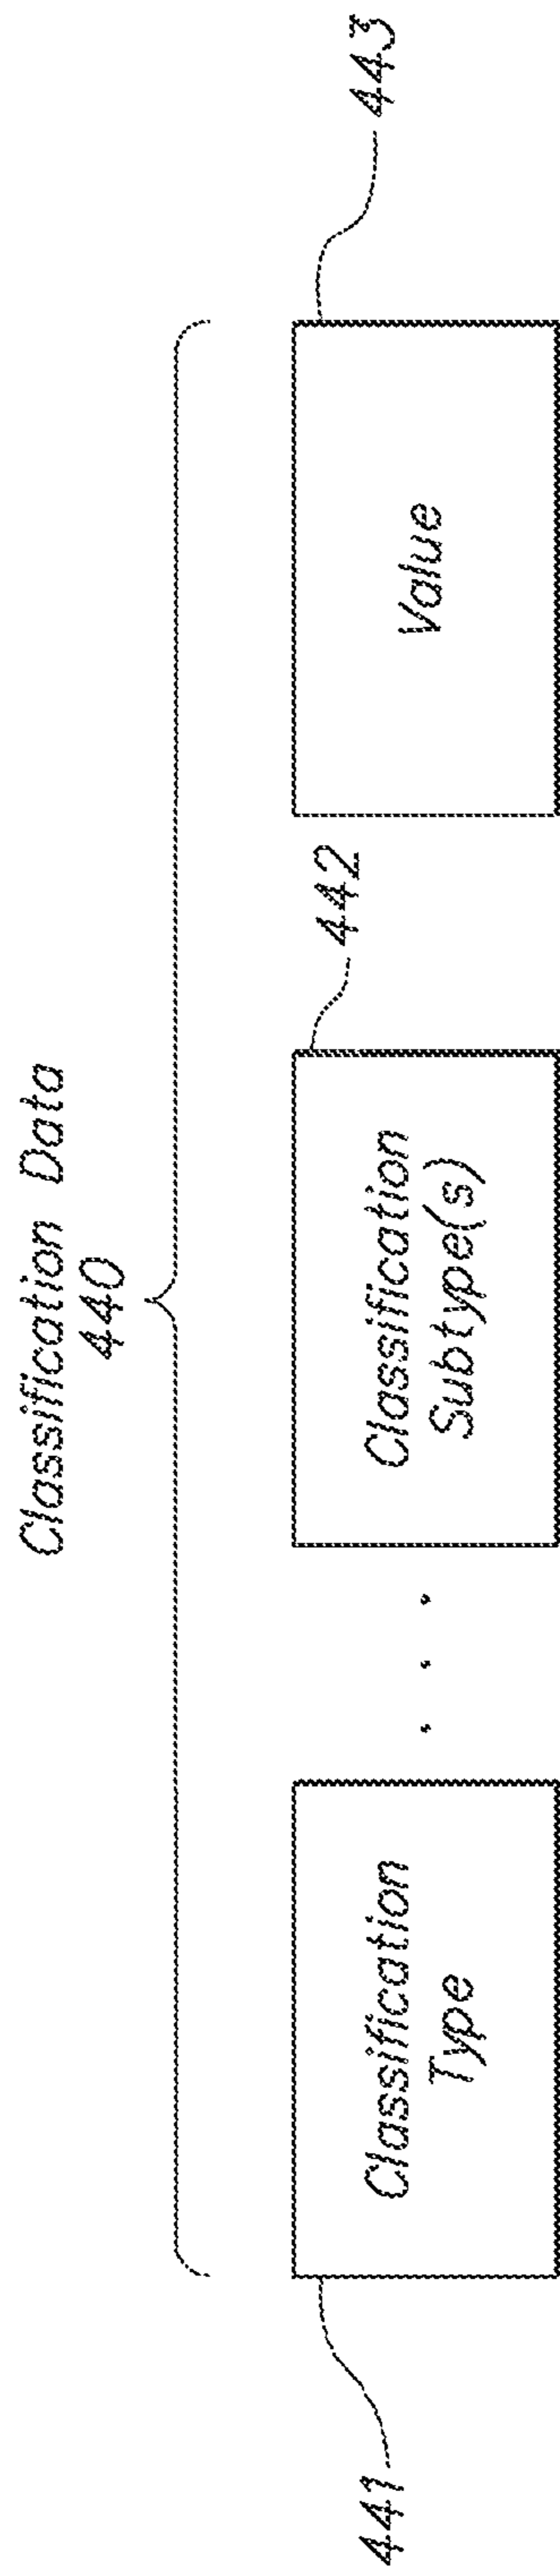 Classification Data
440
441
Classification
Type
. . .
Classification
Subtype(s)
442
Value
443